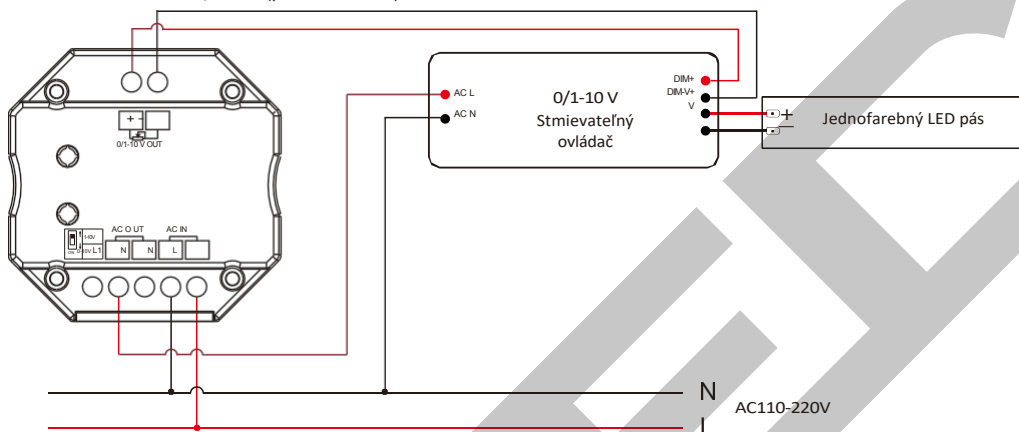 AC L
AC N
0/1-10 V
Stmievateľný
ovládač
DIM+
DIM-V+
V
+
—
Jednofarebný LED pás
+ -
0/1-10 V OUT
1-10V
0-10V
ON
L1
AC O UT
AC IN
N
N
L
N
AC110-220V